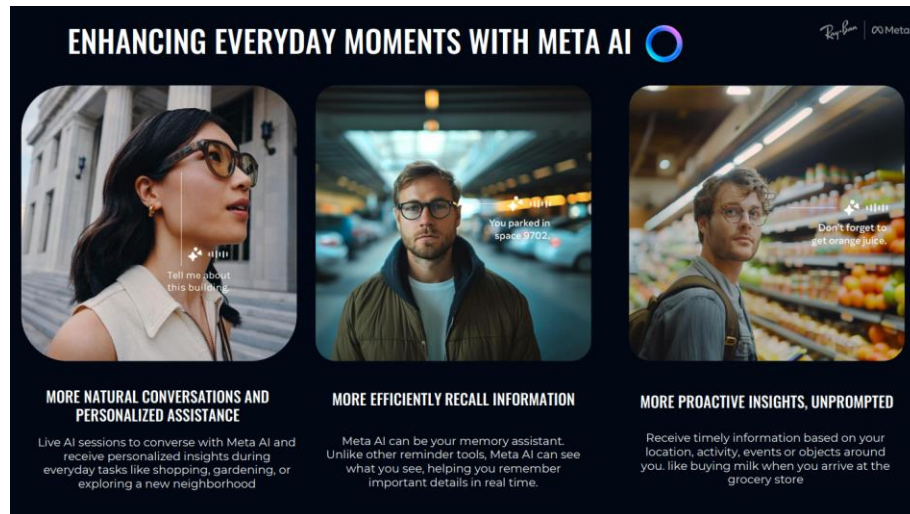 ENHANCING EVERYDAY MOMENTS WITH META AI
Ray-Ban | Meta
Tell me about
this building.
You parked in
space 9702.
Don't forget to
get orange juice.
MORE NATURAL CONVERSATIONS AND
PERSONALIZED ASSISTANCE
Live AI sessions to converse with Meta AI and
receive personalized insights during
everyday tasks like shopping, gardening, or
exploring a new neighborhood
MORE EFFICIENTLY RECALL INFORMATION
Meta AI can be your memory assistant.
Unlike other reminder tools, Meta AI can see
what you see, helping you remember
important details in real time.
MORE PROACTIVE INSIGHTS, UNPROMPTED
Receive timely information based on your
location, activity, events or objects around
you. like buying milk when you arrive at the
grocery store